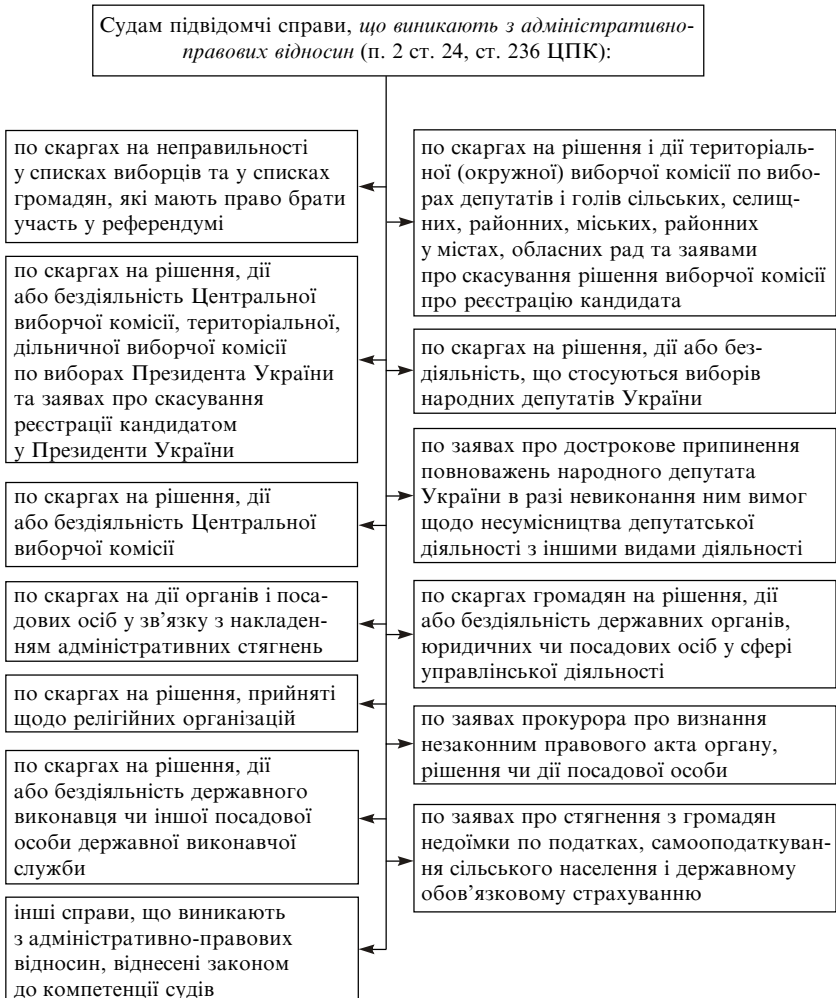 Судам підвідомчі справи, що виникають з адміністративно-
правових відносин (п. 2 ст. 24, ст. 236 ЦПК):
по скаргах на неправильності
у списках виборців та у списках
громадян, які мають право брати
участь у референдумі
по скаргах на рішення, дії
або бездіяльність Центральної
виборчої комісії, територіальної,
дільничної виборчої комісії
по виборах Президента України
та заявах про скасування
реєстрації кандидатом
у Президенти України
по скаргах на рішення, дії
або бездіяльність Центральної
виборчої комісії
по скаргах на дії органів і поса-
дових осіб у зв’язку з накладен-
ням адміністративних стягнень
по скаргах на рішення, прийняті
щодо релігійних організацій
по скаргах на рішення, дії
або бездіяльність державного
виконавця чи іншої посадової
особи державної виконавчої
служби
інші справи, що виникають
з адміністративно-правових
відносин, віднесені законом
до компетенції судів
по скаргах на рішення і дії територіаль-
ної (окружної) виборчої комісії по вибо-
рах депутатів і голів сільських, селищ-
них, районних, міських, районних
у містах, обласних рад та заявами
про скасування рішення виборчої комісії
про реєстрацію кандидата
по скаргах на рішення, дії або без-
діяльність, що стосуються виборів
народних депутатів України
по заявах про дострокове припинення
повноважень народного депутата
України в разі невиконання ним вимог
щодо несумісництва депутатської
діяльності з іншими видами діяльності
по скаргах громадян на рішення, дії
або бездіяльність державних органів,
юридичних чи посадових осіб у сфері
управлінської діяльності
по заявах прокурора про визнання
незаконним правового акта органу,
рішення чи дії посадової особи
по заявах про стягнення з громадян
недоїмки по податках, самооподаткуван-
ня сільського населення і державному
обов’язковому страхуванню